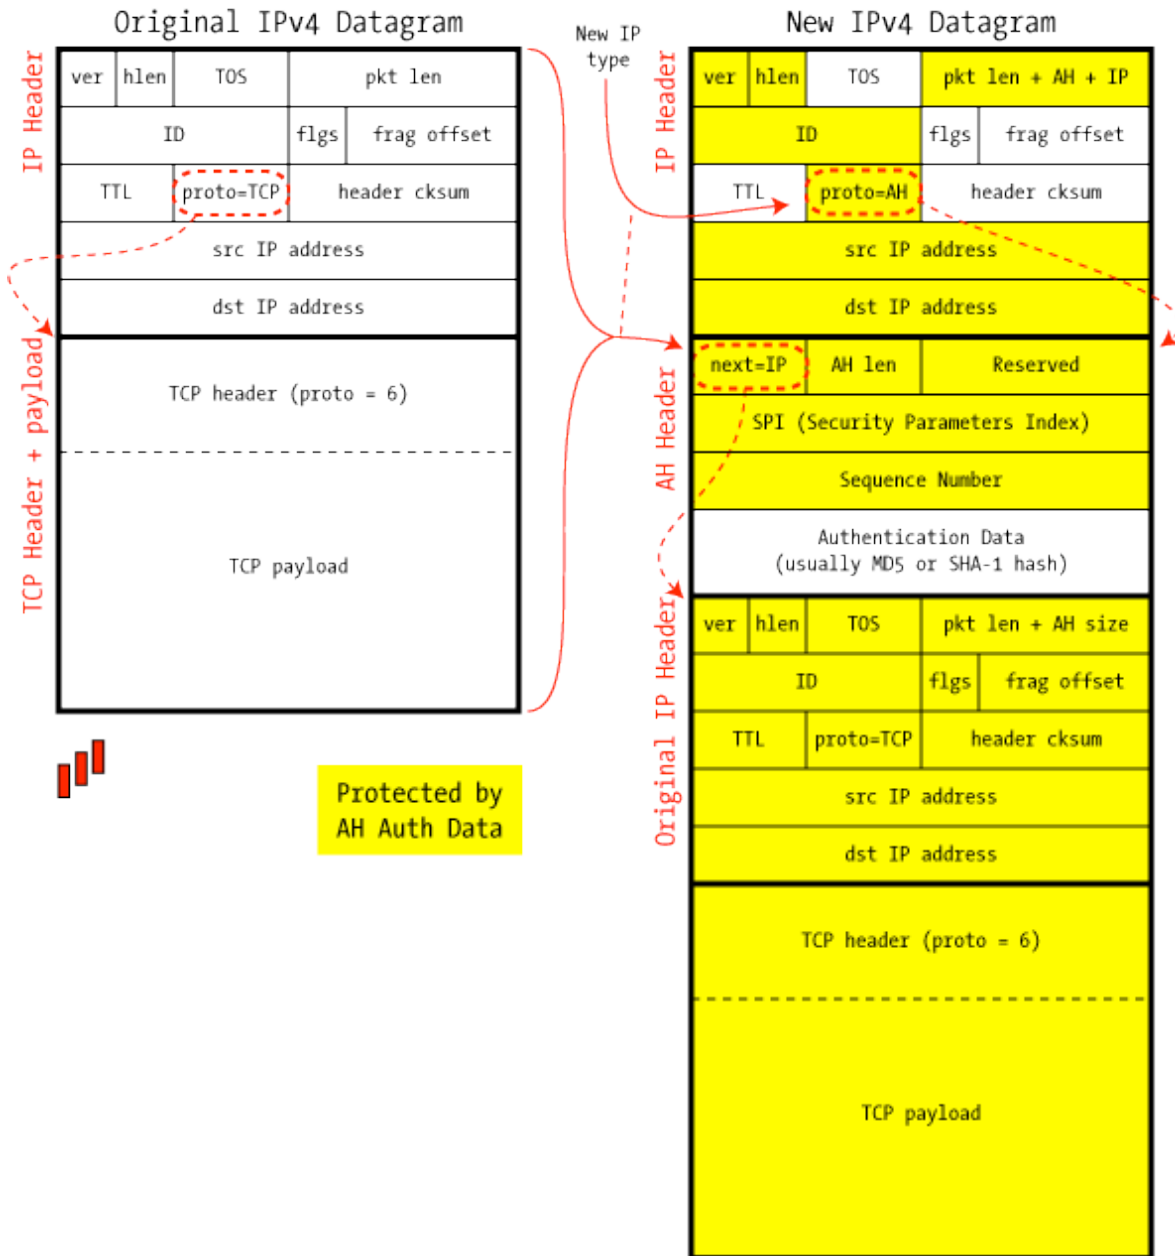 Original IPv4 Datagram
IP Header
ver hlen TOS pkt len
ID flgs frag offset
TTL proto=TCP header cksum
src IP address
dst IP address
TCP Header + payload
TCP header (proto = 6)
TCP payload
Protected by
AH Auth Data
New IP
type
New IPv4 Datagram
IP Header
ver hlen TOS pkt len + AH + IP
ID flgs frag offset
TTL proto=AH header cksum
src IP address
dst IP address
AH Header
next=IP AH len Reserved
SPI (Security Parameters Index)
Sequence Number
Authentication Data
(usually MD5 or SHA-1 hash)
Original IP Header
ver hlen TOS pkt len + AH size
ID flgs frag offset
TTL proto=TCP header cksum
src IP address
dst IP address
TCP header (proto = 6)
TCP payload